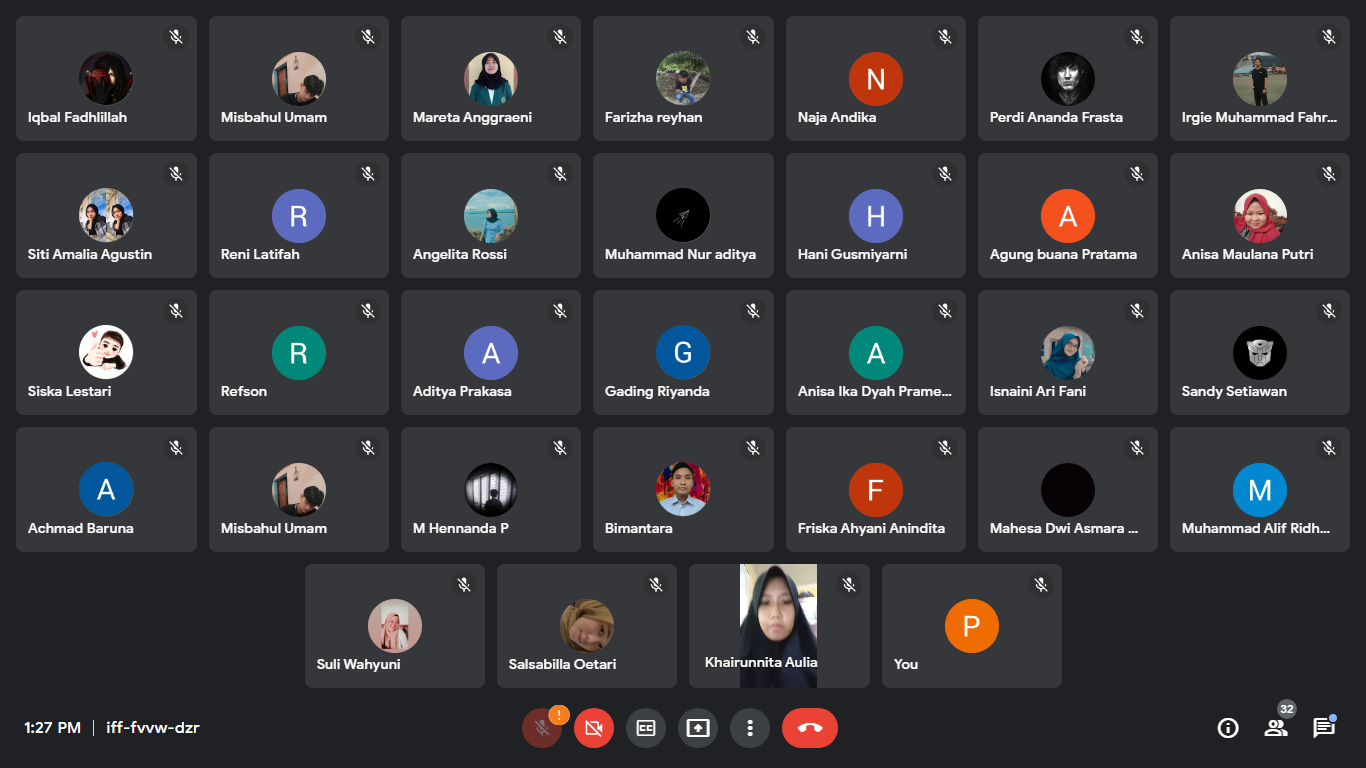 Iqbal Fadhlillah
Misbahul Umam
Mareta Anggraeni
Farizha reyhan
N
Naja Andika
Perdi Ananda Frasta
Irgie Muhammad Fahr...
Siti Amalia Agustin
R
Reni Latifah
Angelita Rossi
Muhammad Nur aditya
H
Hani Gusmiyarni
A
Agung buana Pratama
Anisa Maulana Putri
Siska Lestari
R
Refson
A
Aditya Prakasa
G
Gading Riyanda
A
Anisa Ika Dyah Prame...
Isnaini Ari Fani
Sandy Setiawan
A
Achmad Baruna
Misbahul Umam
M Hennanda P
Bimantara
F
Friska Ahyani Anindita
Mahesa Dwi Asmara ...
M
Muhammad Alif Ridh...
Suli Wahyuni
Salsabilla Oetari
Khairunnita Aulia
P
You
1:27 PM | iff-fvvw-dzr
!
32